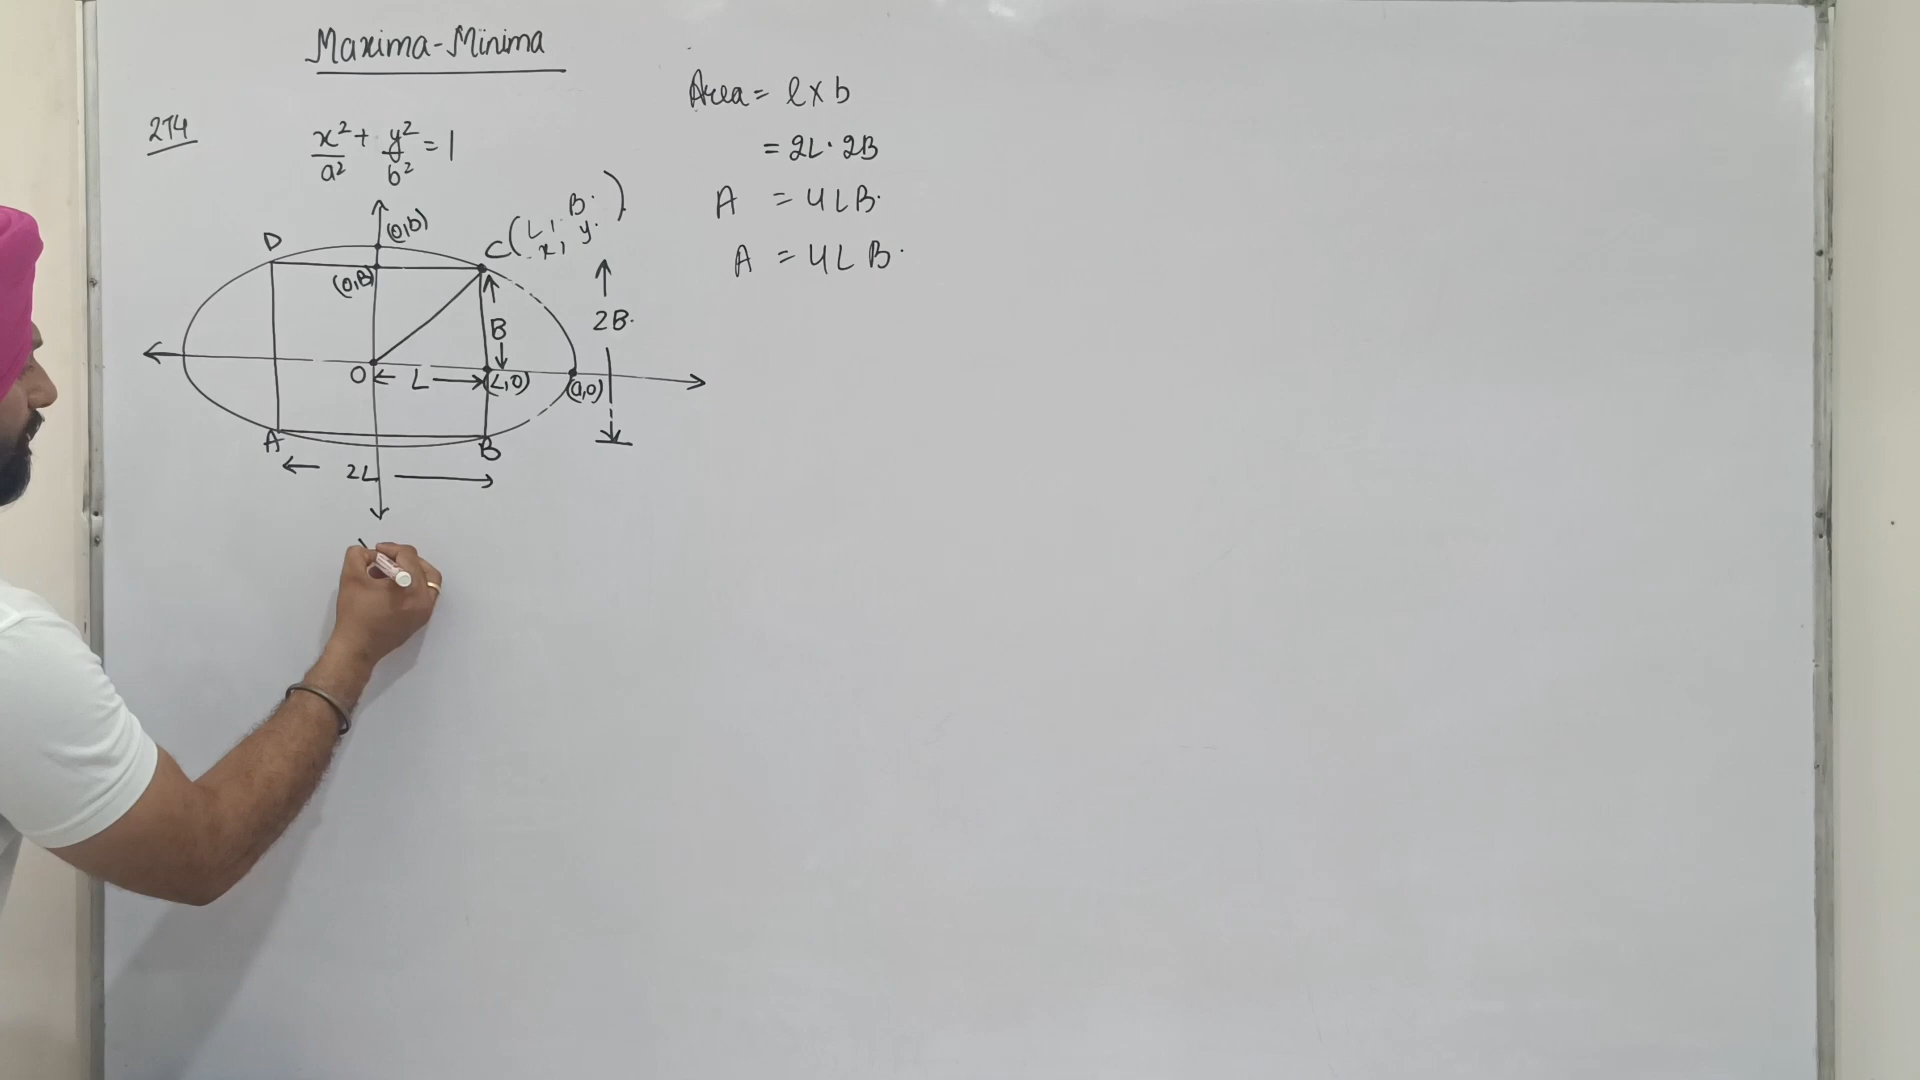 Maxima-Minima
274
x²/a² + y²/b² = 1
(0,b)
D
C(L, B.)
x, y.
(0,B)
B
2B.
O
L
(L,0)
(a,0)
A
B
2L
Area = l x b
= 2L · 2B
A = 4LB.
A = 4LB.